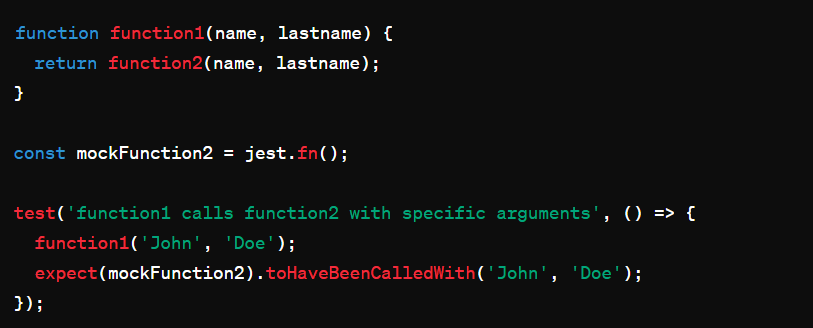 function function1(name, lastname) {
  return function2(name, lastname);
}

const mockFunction2 = jest.fn();

test('function1 calls function2 with specific arguments', () => {
  function1('John', 'Doe');
  expect(mockFunction2).toHaveBeenCalledWith('John', 'Doe');
});